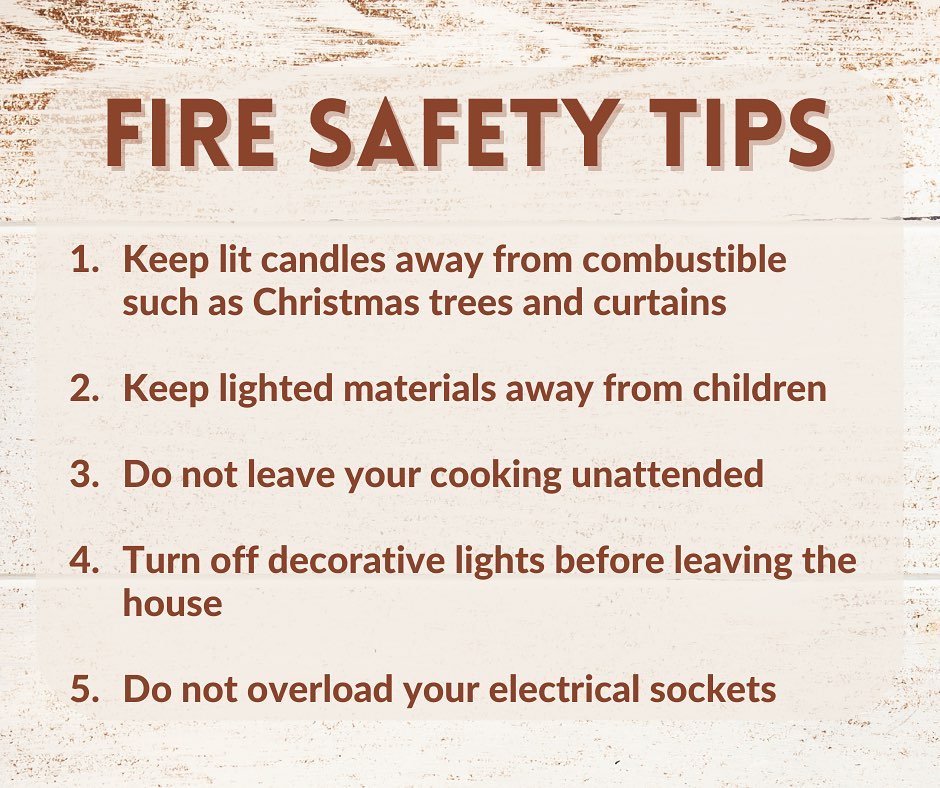 FIRE SAFETY TIPS
1. Keep lit candles away from combustible
such as Christmas trees and curtains
2. Keep lighted materials away from children
3. Do not leave your cooking unattended
4. Turn off decorative lights before leaving the
house
5. Do not overload your electrical sockets